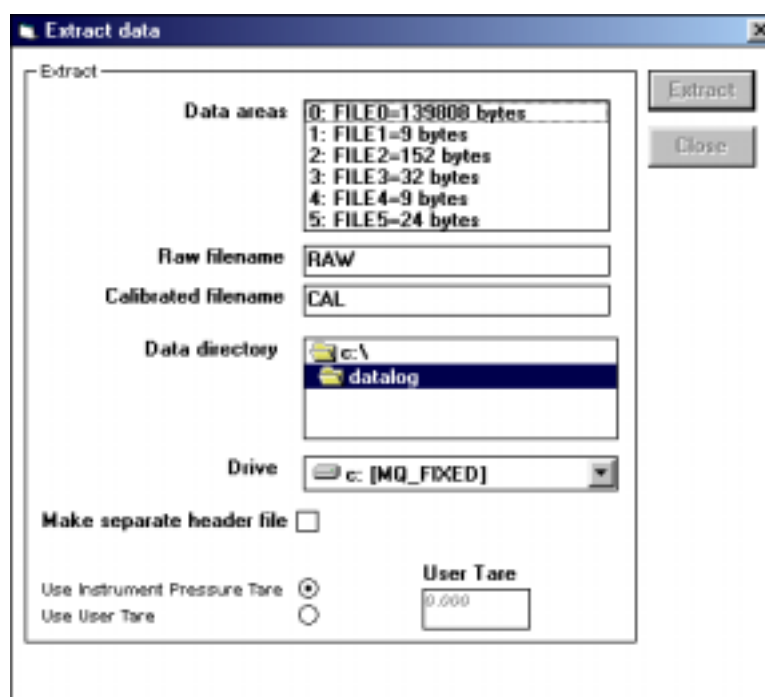 Extract data
Extract
Extract
Close
Data areas
0: FILE0=139808 bytes
1: FILE1=9 bytes
2: FILE2=152 bytes
3: FILE3=32 bytes
4: FILE4=9 bytes
5: FILE5=24 bytes
Raw filename RAW
Calibrated filename CAL
Data directory c:\
datalog
Drive c: [MQ_FIXED]
Make separate header file
Use Instrument Pressure Tare
Use User Tare
User Tare
0.000